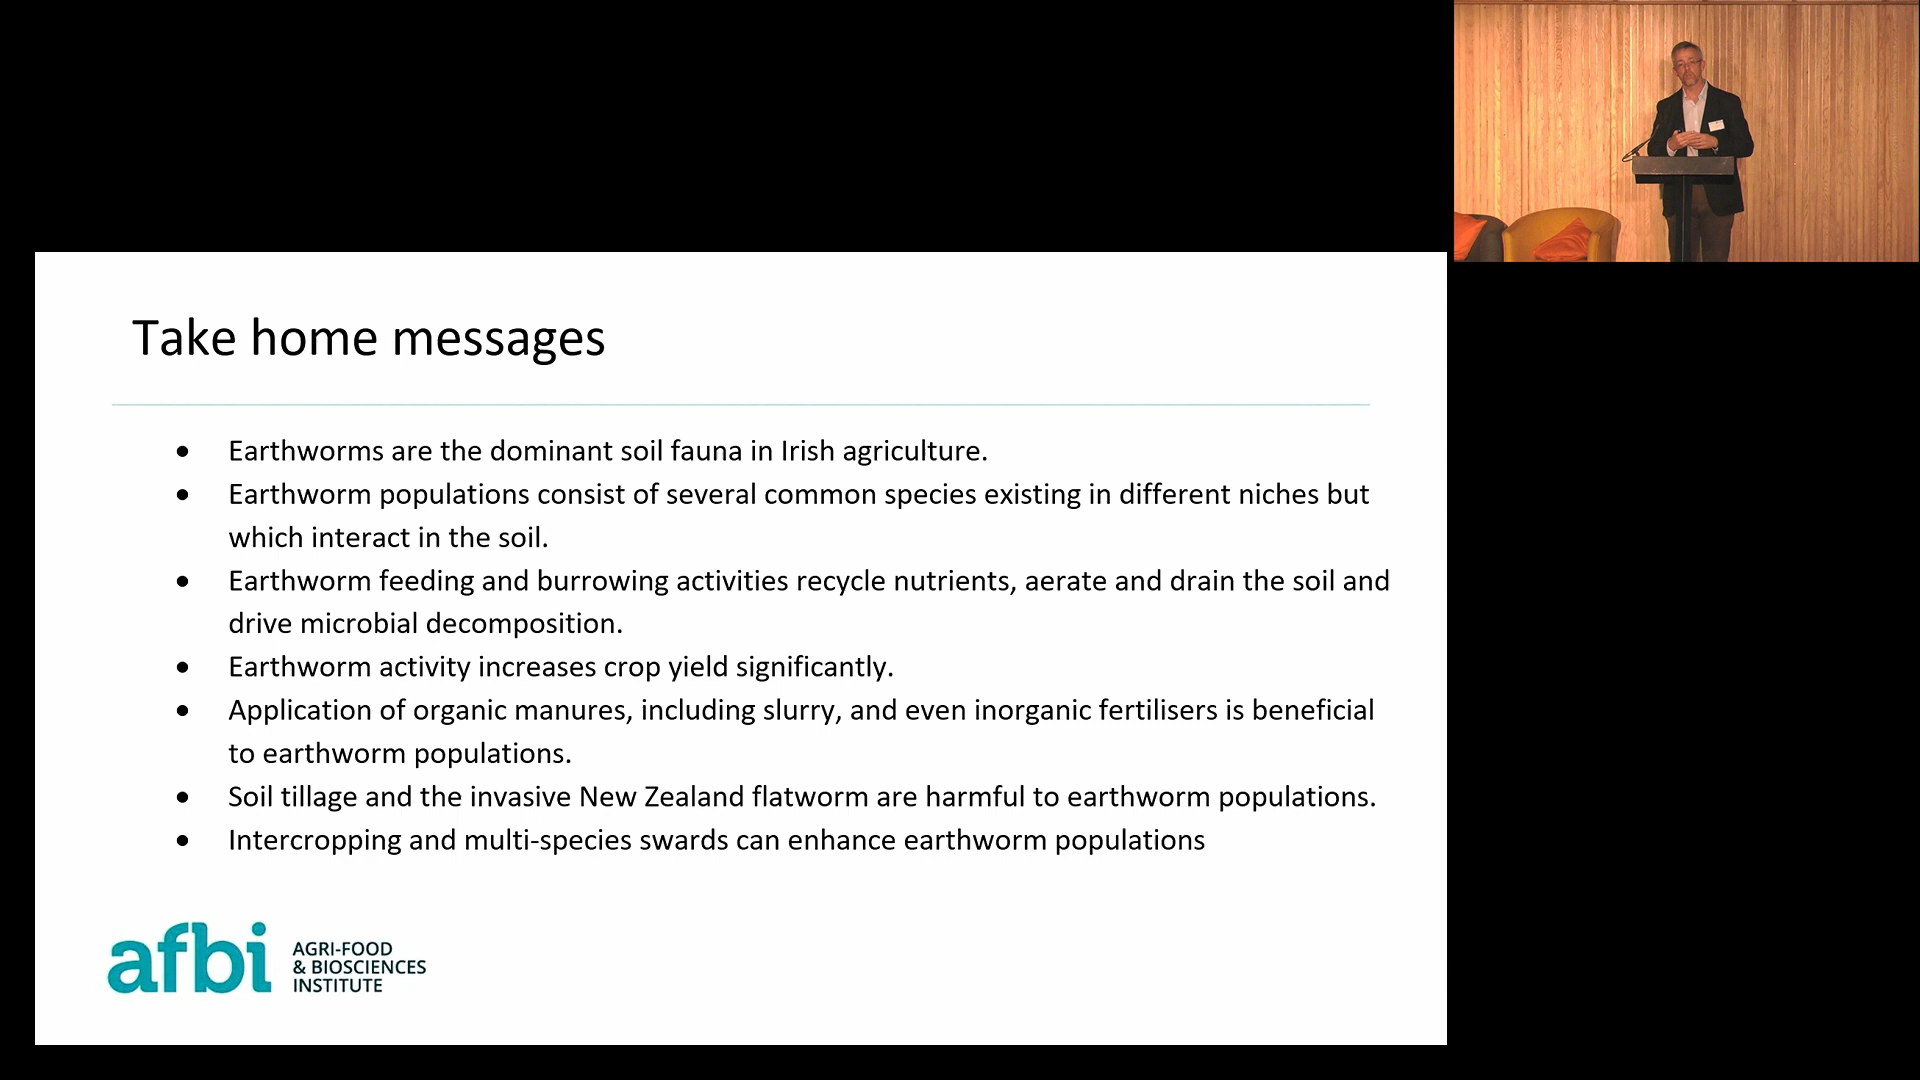 Take home messages
• Earthworms are the dominant soil fauna in Irish agriculture.
• Earthworm populations consist of several common species existing in different niches but
which interact in the soil.
• Earthworm feeding and burrowing activities recycle nutrients, aerate and drain the soil and
drive microbial decomposition.
• Earthworm activity increases crop yield significantly.
• Application of organic manures, including slurry, and even inorganic fertilisers is beneficial
to earthworm populations.
• Soil tillage and the invasive New Zealand flatworm are harmful to earthworm populations.
• Intercropping and multi-species swards can enhance earthworm populations
afbi
AGRI-FOOD
& BIOSCIENCES
INSTITUTE